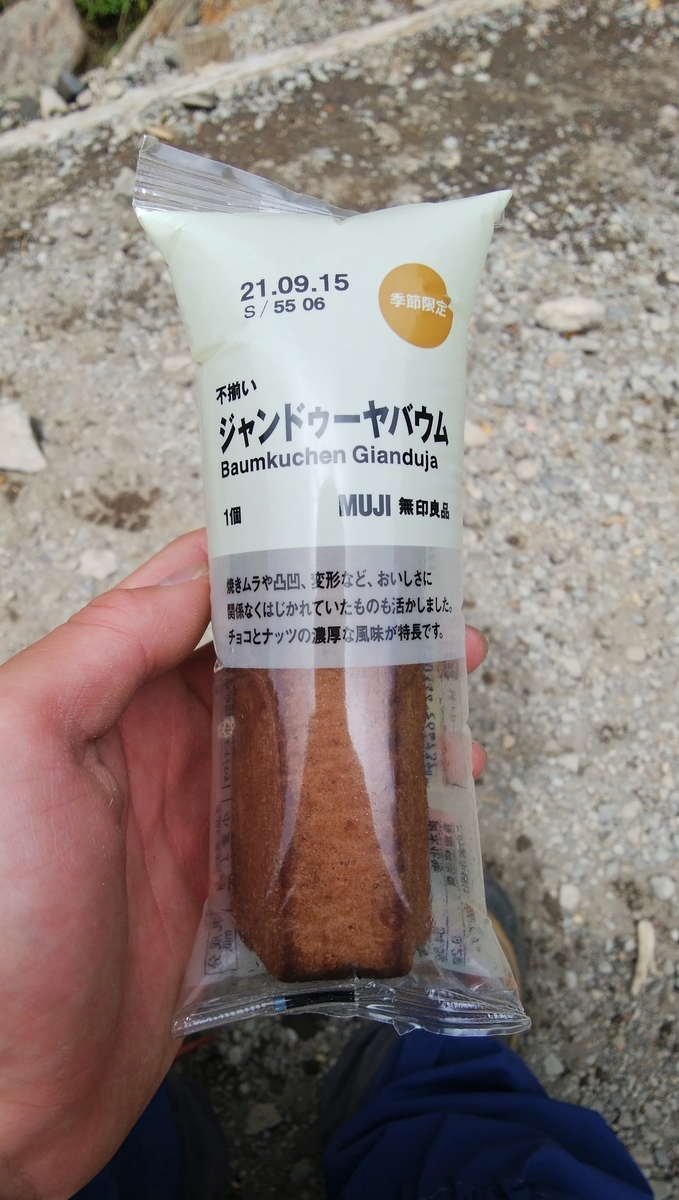 21.09.15
S/55 06
季節限定
不揃い
ジャンドゥーヤバウム
Baumkuchen Gianduja
1個
MUJI 無印良品
焼きムラや凸凹、変形など、おいしさに
関係なくはじかれていたものも活かしました。
チョコとナッツの濃厚な風味が特長です。